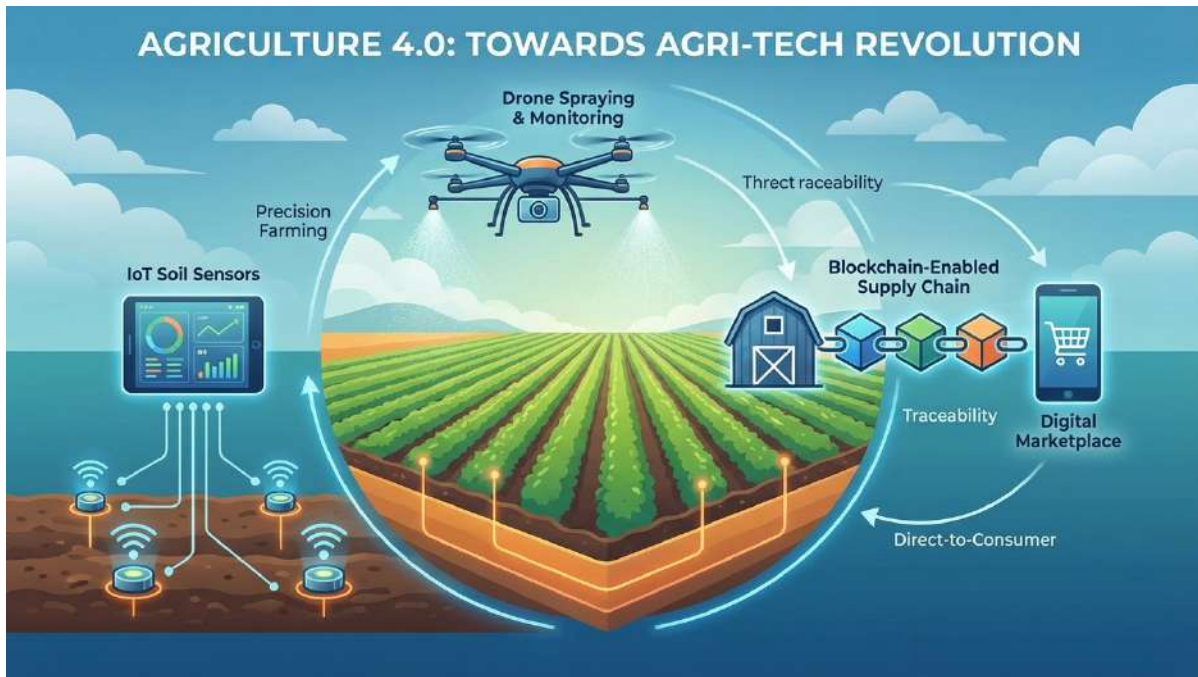 AGRICULTURE 4.0: TOWARDS AGRI-TECH REVOLUTION
Drone Spraying
& Monitoring
Threct raceability
Precision
Farming
IoT Soil Sensors
Blockchain-Enabled
Supply Chain
Traceability
Digital
Marketplace
Direct-to-Consumer